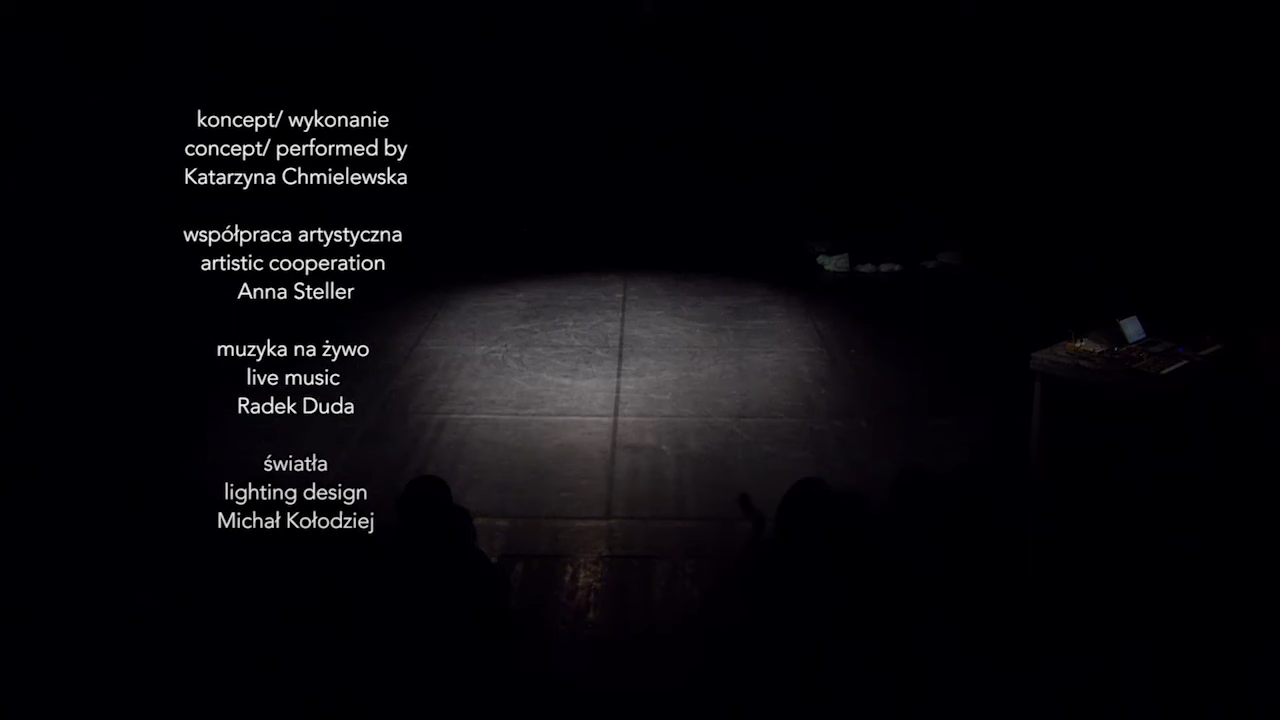 koncept/ wykonanie
concept/ performed by
Katarzyna Chmielewska
współpraca artystyczna
artistic cooperation
Anna Steller
muzyka na żywo
live music
Radek Duda
światła
lighting design
Michał Kołodziej